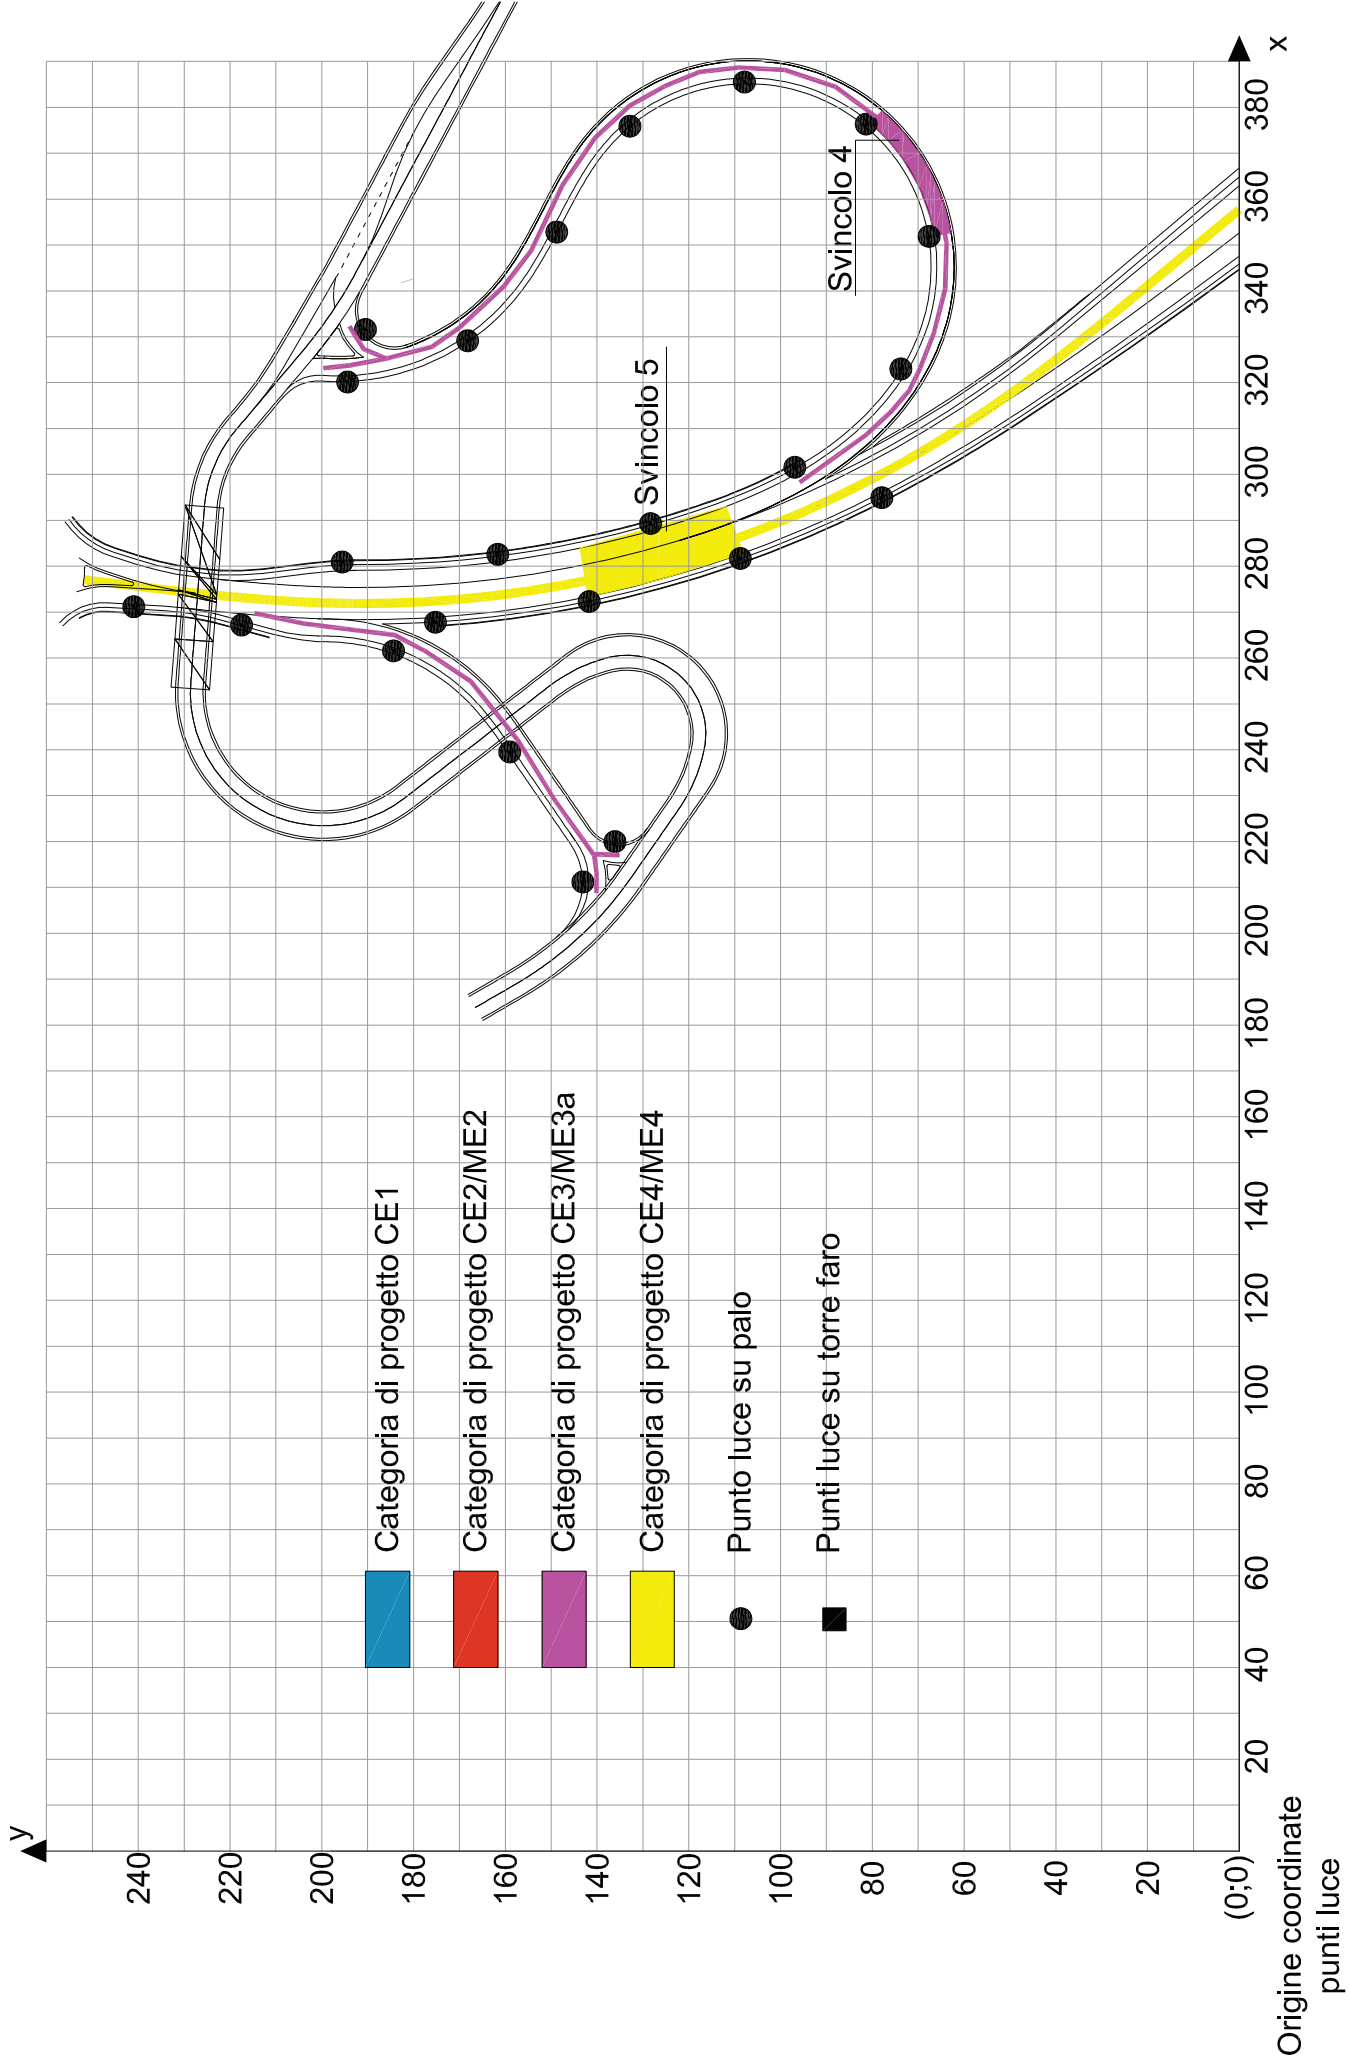 y
240
220
200
180
160
140
120
100
80
60
40
20
(0;0)
Origine coordinate
punti luce
20
40
60
80
100
120
140
160
180
200
220
240
260
280
300
320
340
360
380
x
Categoria di progetto CE1
Categoria di progetto CE2/ME2
Categoria di progetto CE3/ME3a
Categoria di progetto CE4/ME4
Punto luce su palo
Punti luce su torre faro
Svincolo 5
Svincolo 4